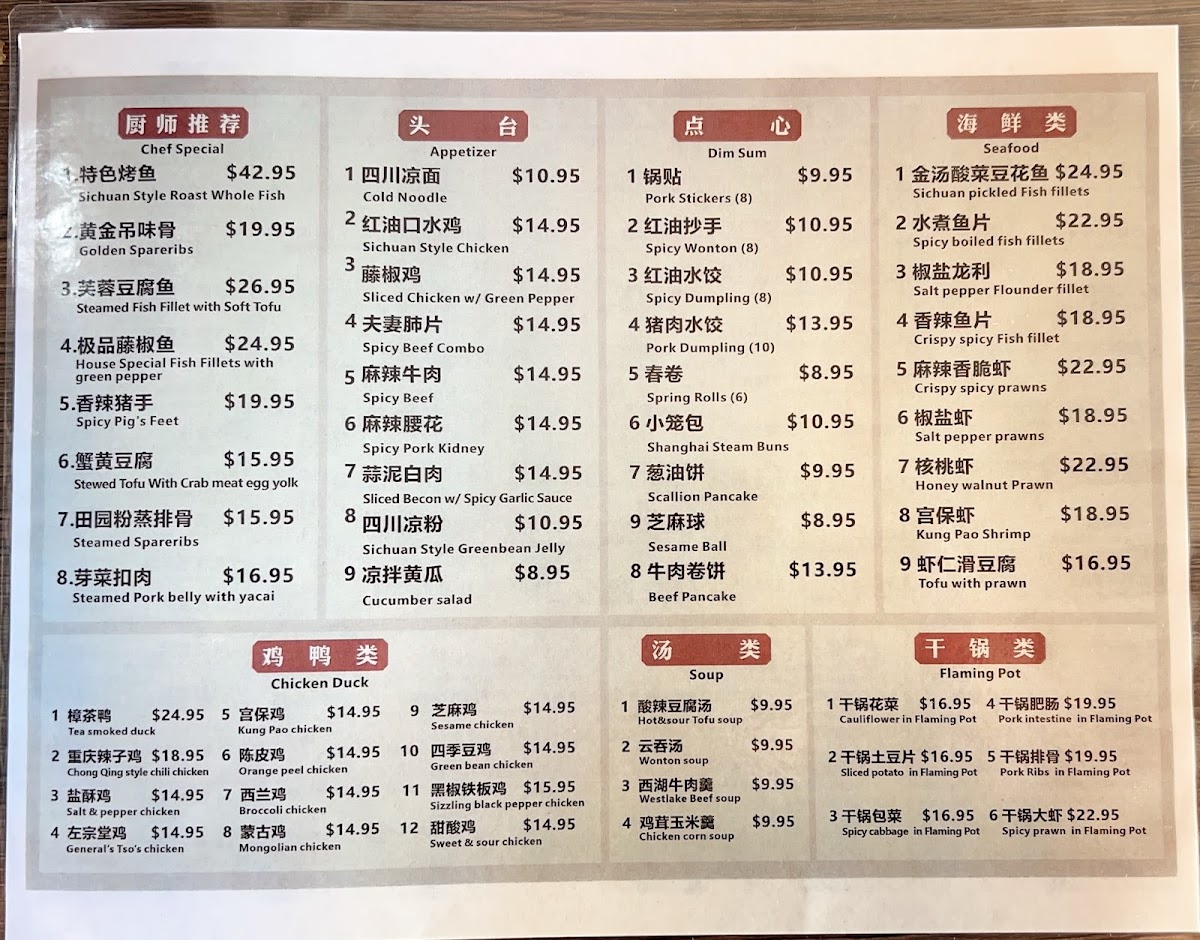 厨师推荐
Chef Special
1.特色烤鱼 $42.95
Sichuan Style Roast Whole Fish
2.黄金吊味骨 $19.95
Golden Spareribs
3.芙蓉豆腐鱼 $26.95
Steamed Fish Fillet with Soft Tofu
4.极品藤椒鱼 $24.95
House Special Fish Fillets with
green pepper
5.香辣猪手 $19.95
Spicy Pig's Feet
6.蟹黄豆腐 $15.95
Stewed Tofu With Crab meat egg yolk
7.田园粉蒸排骨 $15.95
Steamed Spareribs
8.芽菜扣肉 $16.95
Steamed Pork belly with yacai
头台
Appetizer
1 四川凉面 $10.95
Cold Noodle
2 红油口水鸡 $14.95
Sichuan Style Chicken
3 藤椒鸡 $14.95
Sliced Chicken w/ Green Pepper
4 夫妻肺片 $14.95
Spicy Beef Combo
5 麻辣牛肉 $14.95
Spicy Beef
6 麻辣腰花 $14.95
Spicy Pork Kidney
7 蒜泥白肉 $14.95
Sliced Becon w/ Spicy Garlic Sauce
8 四川凉粉 $10.95
Sichuan Style Greenbean Jelly
9 凉拌黄瓜 $8.95
Cucumber salad
点心
Dim Sum
1 锅贴 $9.95
Pork Stickers (8)
2 红油抄手 $10.95
Spicy Wonton (8)
3 红油水饺 $10.95
Spicy Dumpling (8)
4 猪肉水饺 $13.95
Pork Dumpling (10)
5 春卷 $8.95
Spring Rolls (6)
6 小笼包 $10.95
Shanghai Steam Buns
7 葱油饼 $9.95
Scallion Pancake
9 芝麻球 $8.95
Sesame Ball
8 牛肉卷饼 $13.95
Beef Pancake
海鲜类
Seafood
1 金汤酸菜豆花鱼 $24.95
Sichuan pickled Fish fillets
2 水煮鱼片 $22.95
Spicy boiled fish fillets
3 椒盐龙利 $18.95
Salt pepper Flounder fillet
4 香辣鱼片 $18.95
Crispy spicy Fish fillet
5 麻辣香脆虾 $22.95
Crispy spicy prawns
6 椒盐虾 $18.95
Salt pepper prawns
7 核桃虾 $22.95
Honey walnut Prawn
8 宫保虾 $18.95
Kung Pao Shrimp
9 虾仁滑豆腐 $16.95
Tofu with prawn
鸡鸭类
Chicken Duck
1 樟茶鸭 $24.95
Tea smoked duck
2 重庆辣子鸡 $18.95
Chong Qing style chili chicken
3 盐酥鸡 $14.95
Salt & pepper chicken
4 左宗堂鸡 $14.95
General's Tso's chicken
5 宫保鸡 $14.95
Kung Pao chicken
6 陈皮鸡 $14.95
Orange peel chicken
7 西兰鸡 $14.95
Broccoli chicken
8 蒙古鸡 $14.95
Mongolian chicken
9 芝麻鸡 $14.95
Sesame chicken
10 四季豆鸡 $14.95
Green bean chicken
11 黑椒铁板鸡 $15.95
Sizzling black pepper chicken
12 甜酸鸡 $14.95
Sweet & sour chicken
汤类
Soup
1 酸辣豆腐汤 $9.95
Hot&sour Tofu soup
2 云吞汤 $9.95
Wonton soup
3 西湖牛肉羹 $9.95
Westlake Beef soup
4 鸡茸玉米羹 $9.95
Chicken corn soup
干锅类
Flaming Pot
1 干锅花菜 $16.95
Cauliflower in Flaming Pot
2 干锅土豆片 $16.95
Sliced potato in Flaming Pot
3 干锅包菜 $16.95
Spicy cabbage in Flaming Pot
4 干锅肥肠 $19.95
Pork intestine in Flaming Pot
5 干锅排骨 $19.95
Pork Ribs in Flaming Pot
6 干锅大虾 $22.95
Spicy prawn in Flaming Pot